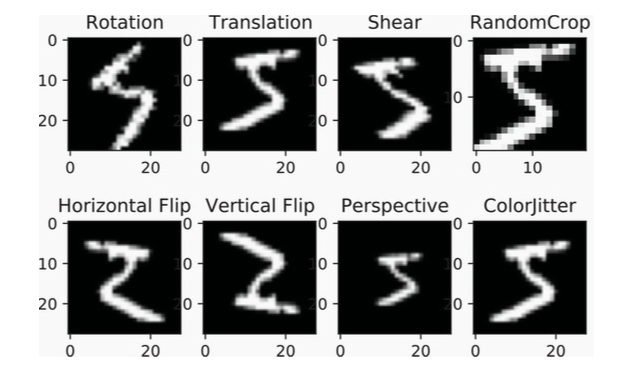 Rotation Translation Shear RandomCrop
0 0 0 0
10 10 0 10
20 20 20
0 20 0 20 0 20 0 10
Horizontal Flip Vertical Flip Perspective ColorJitter
0 0 0 0
10 10 10 10
20 20 20 20
0 20 0 20 0 20 0 20